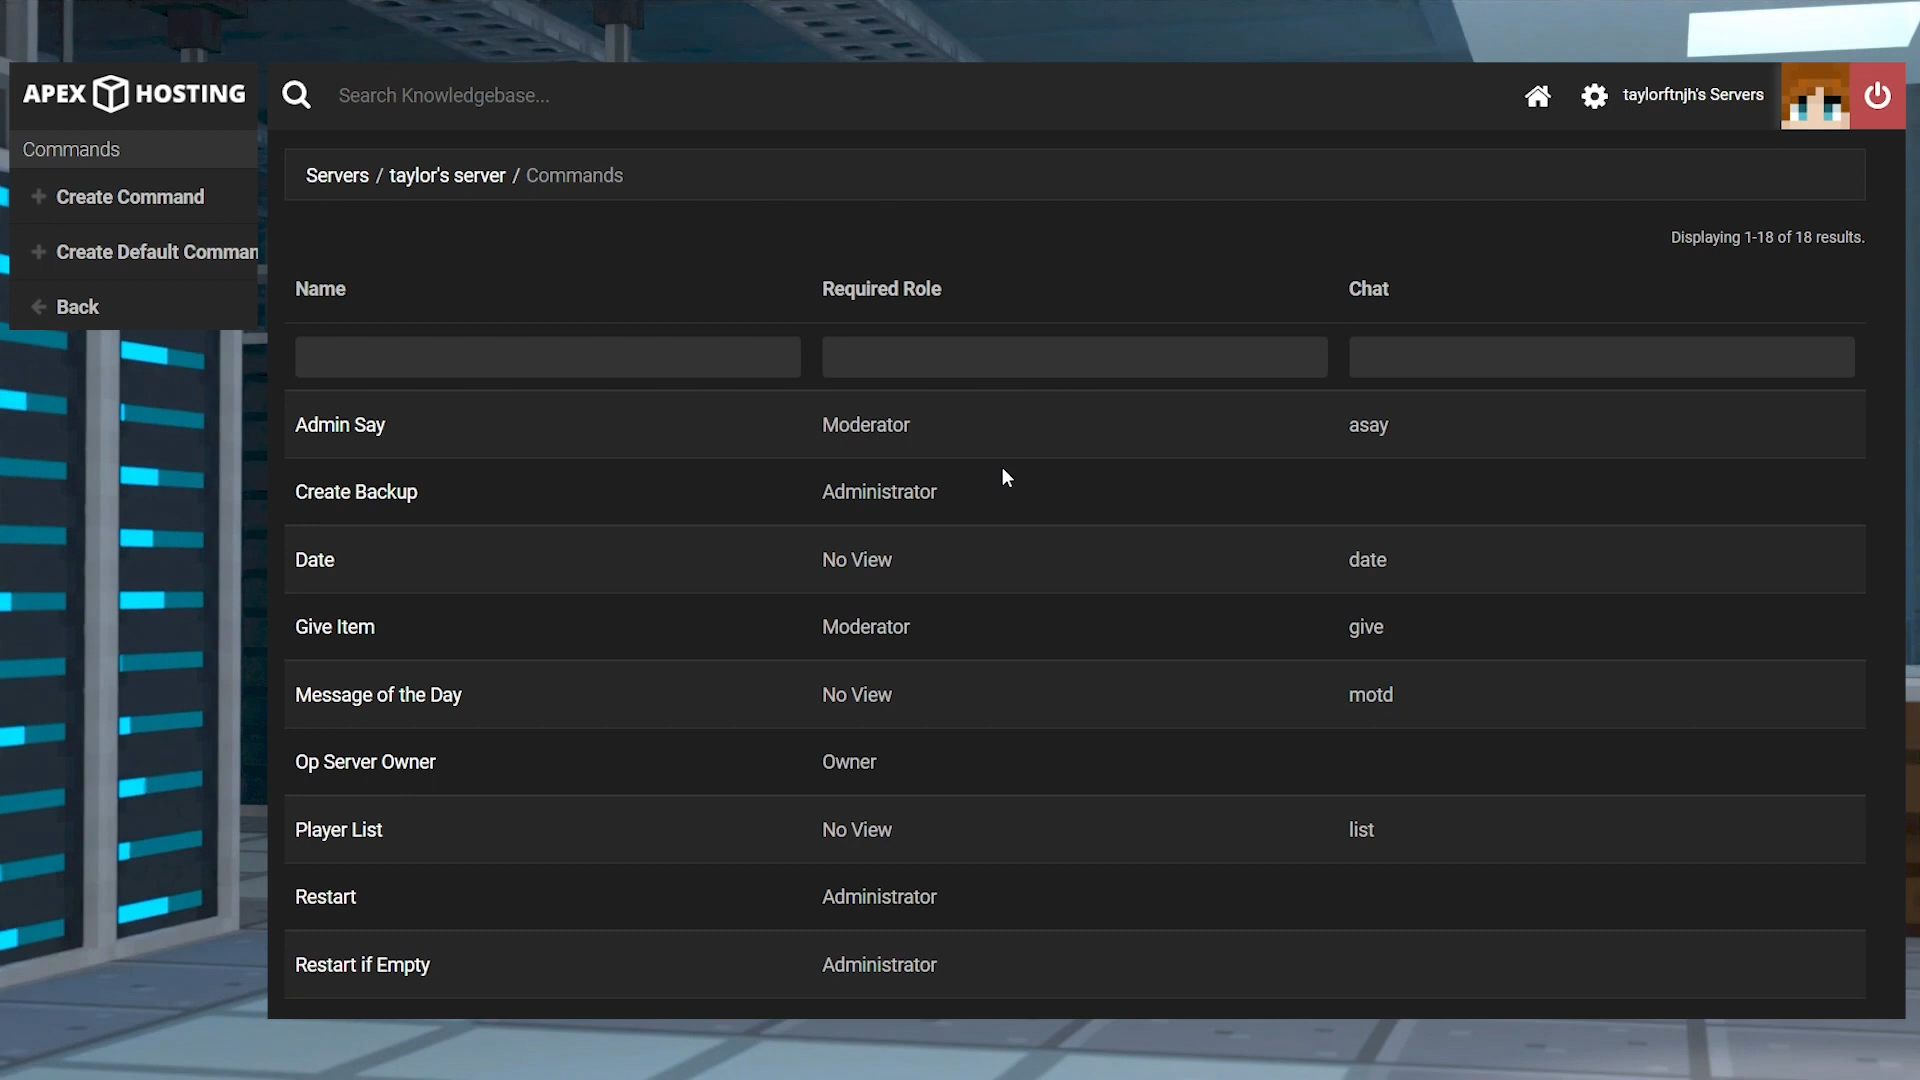 APEX HOSTING
Search Knowledgebase...
taylorftnjh's Servers
Commands
Create Command
Create Default Comman
Back
Servers / taylor's server / Commands
Displaying 1-18 of 18 results.
Name Required Role Chat
Admin Say Moderator asay
Create Backup Administrator
Date No View date
Give Item Moderator give
Message of the Day No View motd
Op Server Owner Owner
Player List No View list
Restart Administrator
Restart if Empty Administrator